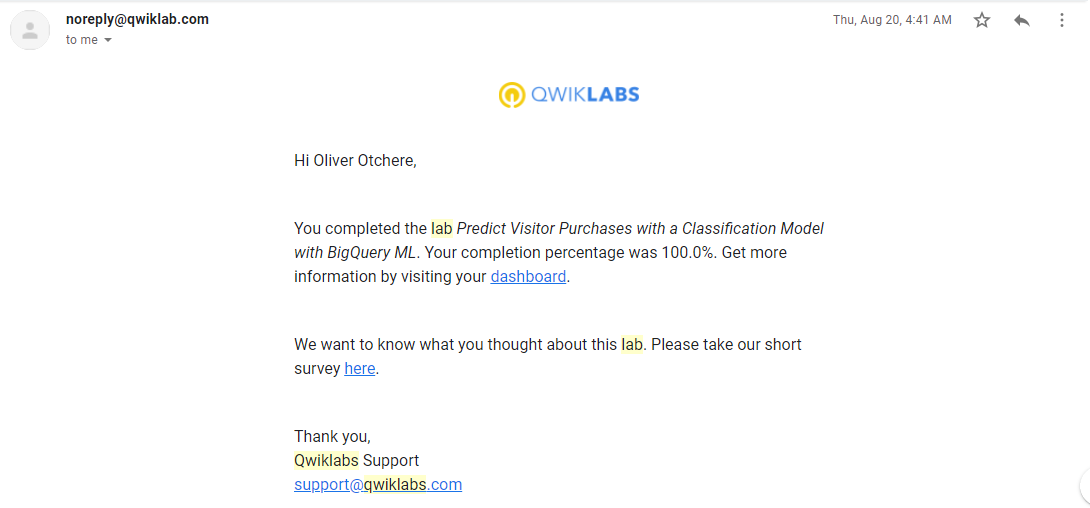 noreply@qwiklab.com
Thu, Aug 20, 4:41 AM
to me
QWIKLABS
Hi Oliver Otchere,
You completed the lab Predict Visitor Purchases with a Classification Model
with BigQuery ML. Your completion percentage was 100.0%. Get more
information by visiting your dashboard.
We want to know what you thought about this lab. Please take our short
survey here.
Thank you,
Qwiklabs Support
support@qwiklabs.com